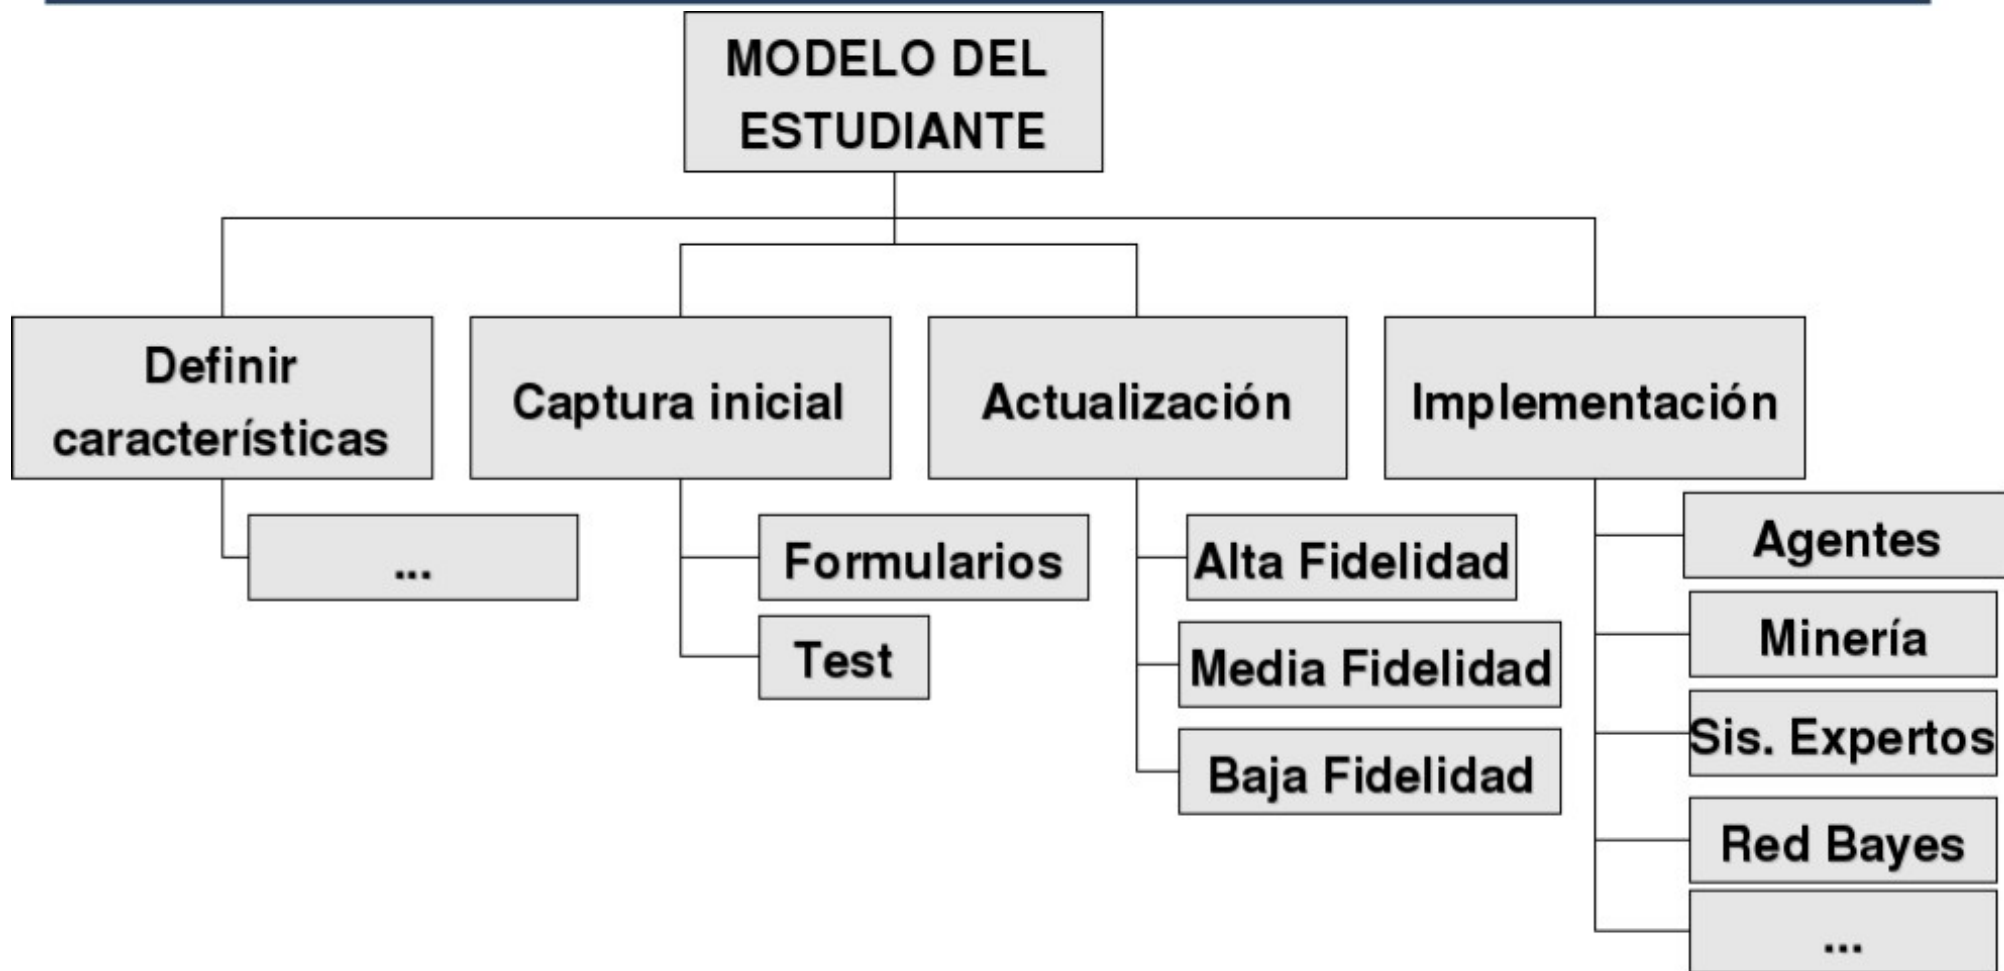 MODELO DEL
ESTUDIANTE
Definir
características
...
Captura inicial
Formularios
Test
Actualización
Alta Fidelidad
Media Fidelidad
Baja Fidelidad
Implementación
Agentes
Minería
Sis. Expertos
Red Bayes
...